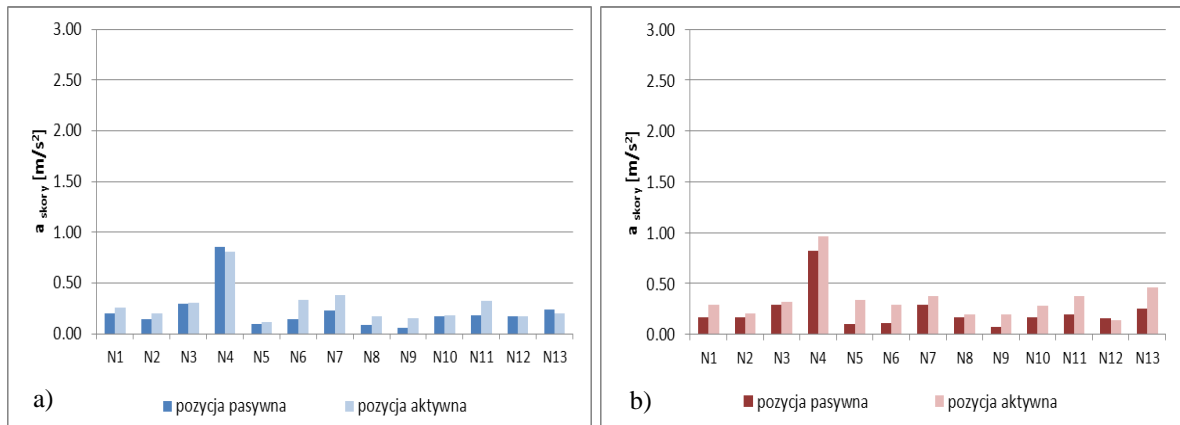 3.00
2.50
2.00
1.50
1.00
0.50
0.00
a skory [m/s²]
N1 N2 N3 N4 N5 N6 N7 N8 N9 N10 N11 N12 N13
a) pozycja pasywna pozycja aktywna
3.00
2.50
2.00
1.50
1.00
0.50
0.00
a skory [m/s²]
N1 N2 N3 N4 N5 N6 N7 N8 N9 N10 N11 N12 N13
b) pozycja pasywna pozycja aktywna